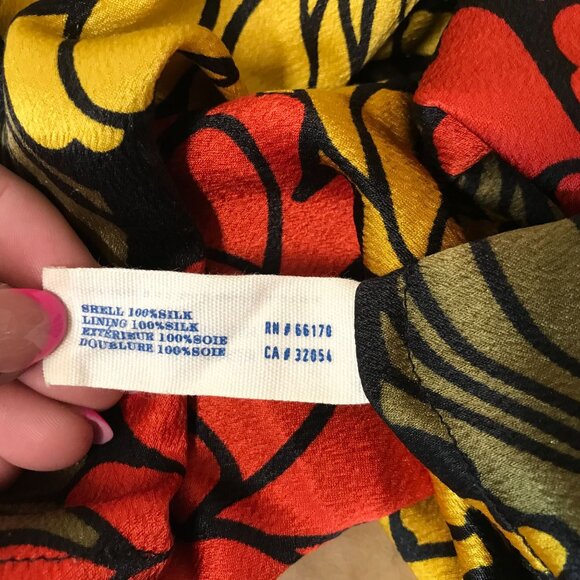 SHELL 100%SILK
LINING 100%SILK
EXTÉRIEUR 100%SOIE
DOUBLURE 100%SOIE
RN # 66170
CA # 32054